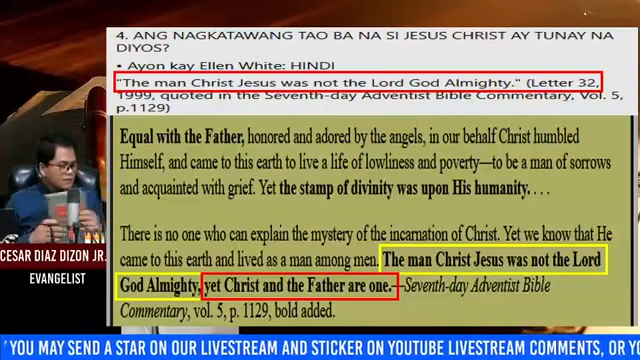 4. ANG NAGKATAWANG TAO BA NA SI JESUS CHRIST AY TUNAY NA
DIYOS?
• Ayon kay Ellen White: HINDI
"The man Christ Jesus was not the Lord God Almighty." (Letter 32,
1999, quoted in the Seventh-day Adventist Bible Commentary, Vol. 5,
p.1129)
Equal with the Father, honored and adored by the angels, in our behalf Christ humbled
Himself, and came to this earth to live a life of lowliness and poverty—to be a man of sorrows
and acquainted with grief. Yet the stamp of divinity was upon His humanity. . . .
There is no one who can explain the mystery of the incarnation of Christ. Yet we know that He
came to this earth and lived as a man among men. The man Christ Jesus was not the Lord
God Almighty, yet Christ and the Father are one.—Seventh-day Adventist Bible
Commentary, vol. 5, p. 1129, bold added.
CESAR DIAZ DIZON JR.
EVANGELIST
YOU MAY SEND A STAR ON OUR LIVESTREAM AND STICKER ON YOUTUBE LIVESTREAM COMMENTS, OR